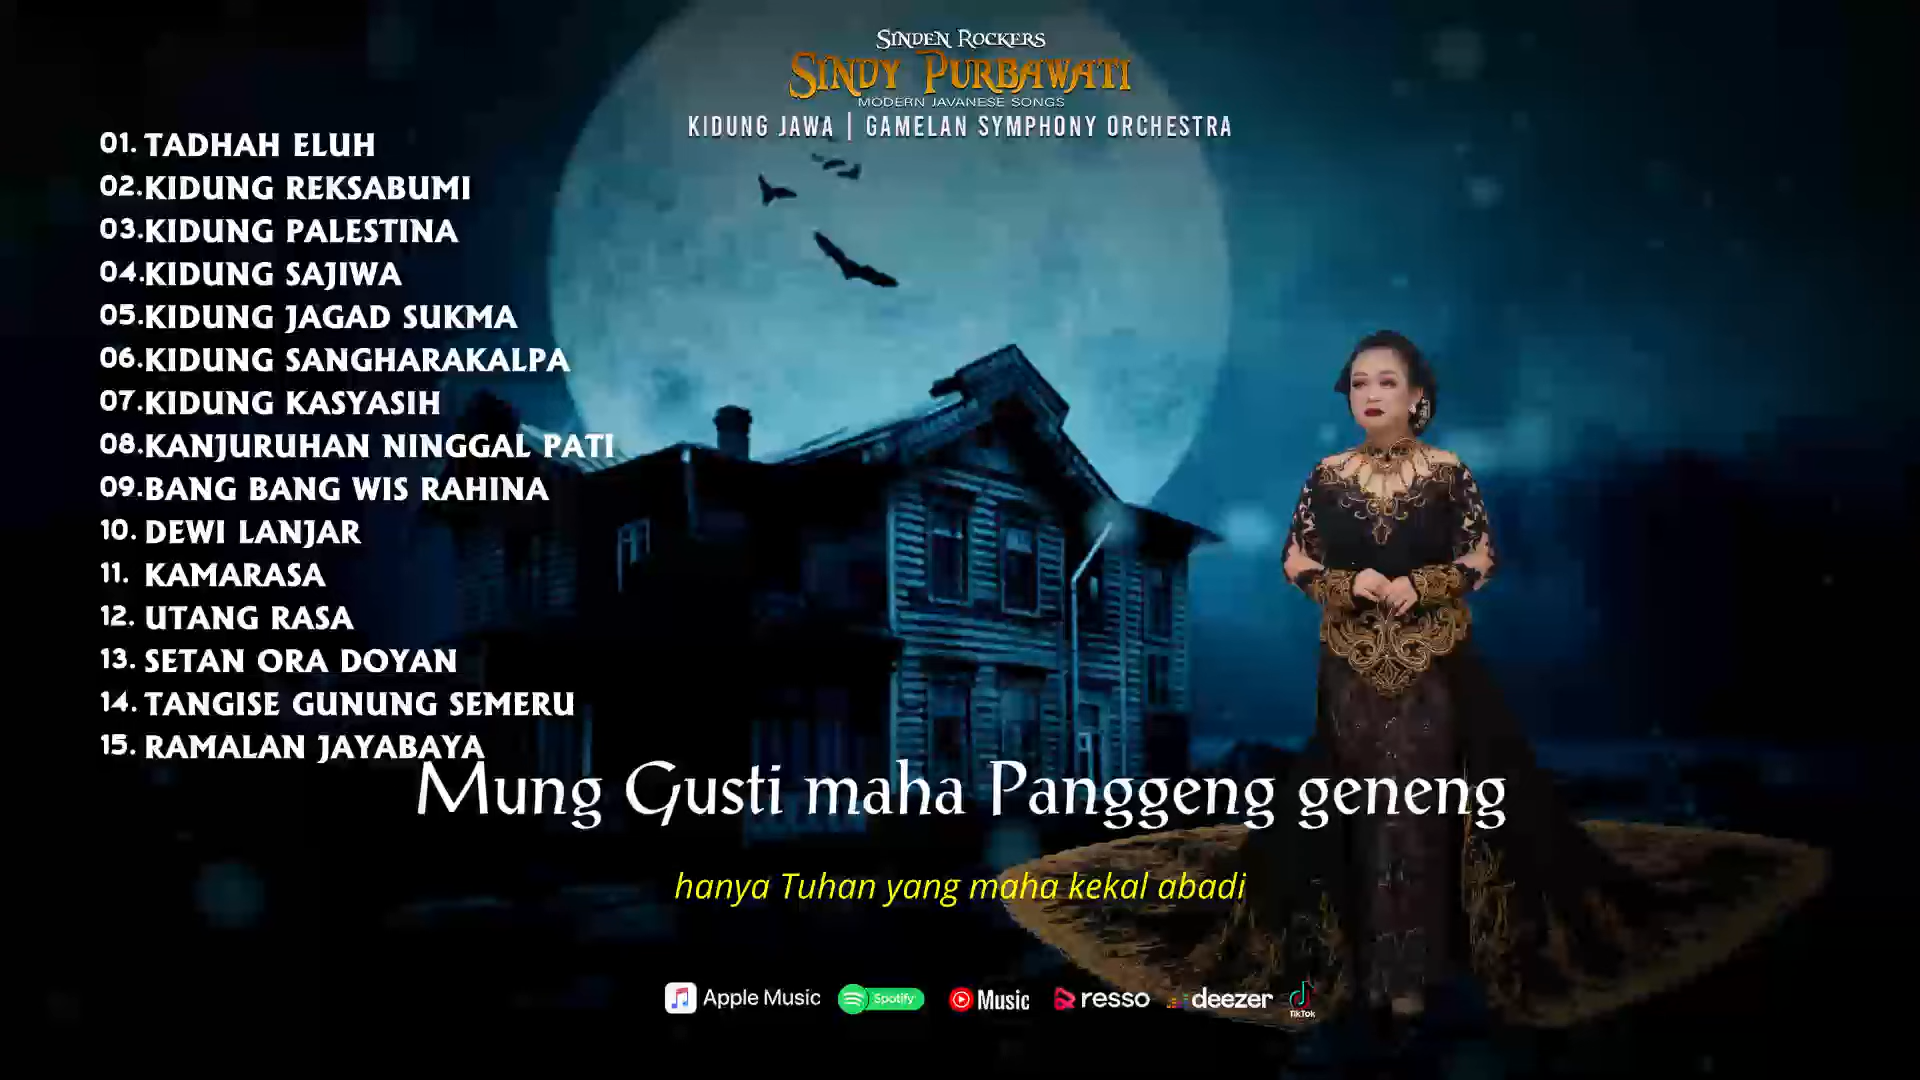 SINDEN ROCKERS
SINDY PURBAWATI
MODERN JAVANESE SONGS
KIDUNG JAWA | GAMELAN SYMPHONY ORCHESTRA
01. TADHAH ELUH
02. KIDUNG REKSABUMI
03. KIDUNG PALESTINA
04. KIDUNG SAJIWA
05. KIDUNG JAGAD SUKMA
06. KIDUNG SANGHARAKALPA
07. KIDUNG KASYASIH
08. KANJURUHAN NINGGAL PATI
09. BANG BANG WIS RAHINA
10. DEWI LANJAR
11. KAMARASA
12. UTANG RASA
13. SETAN ORA DOYAN
14. TANGISE GUNUNG SEMERU
15. RAMALAN JAYABAYA
Mung Gusti maha Panggeng geneng
hanya Tuhan yang maha kekal abadi
Apple Music Spotify Music resso deezer TikTok